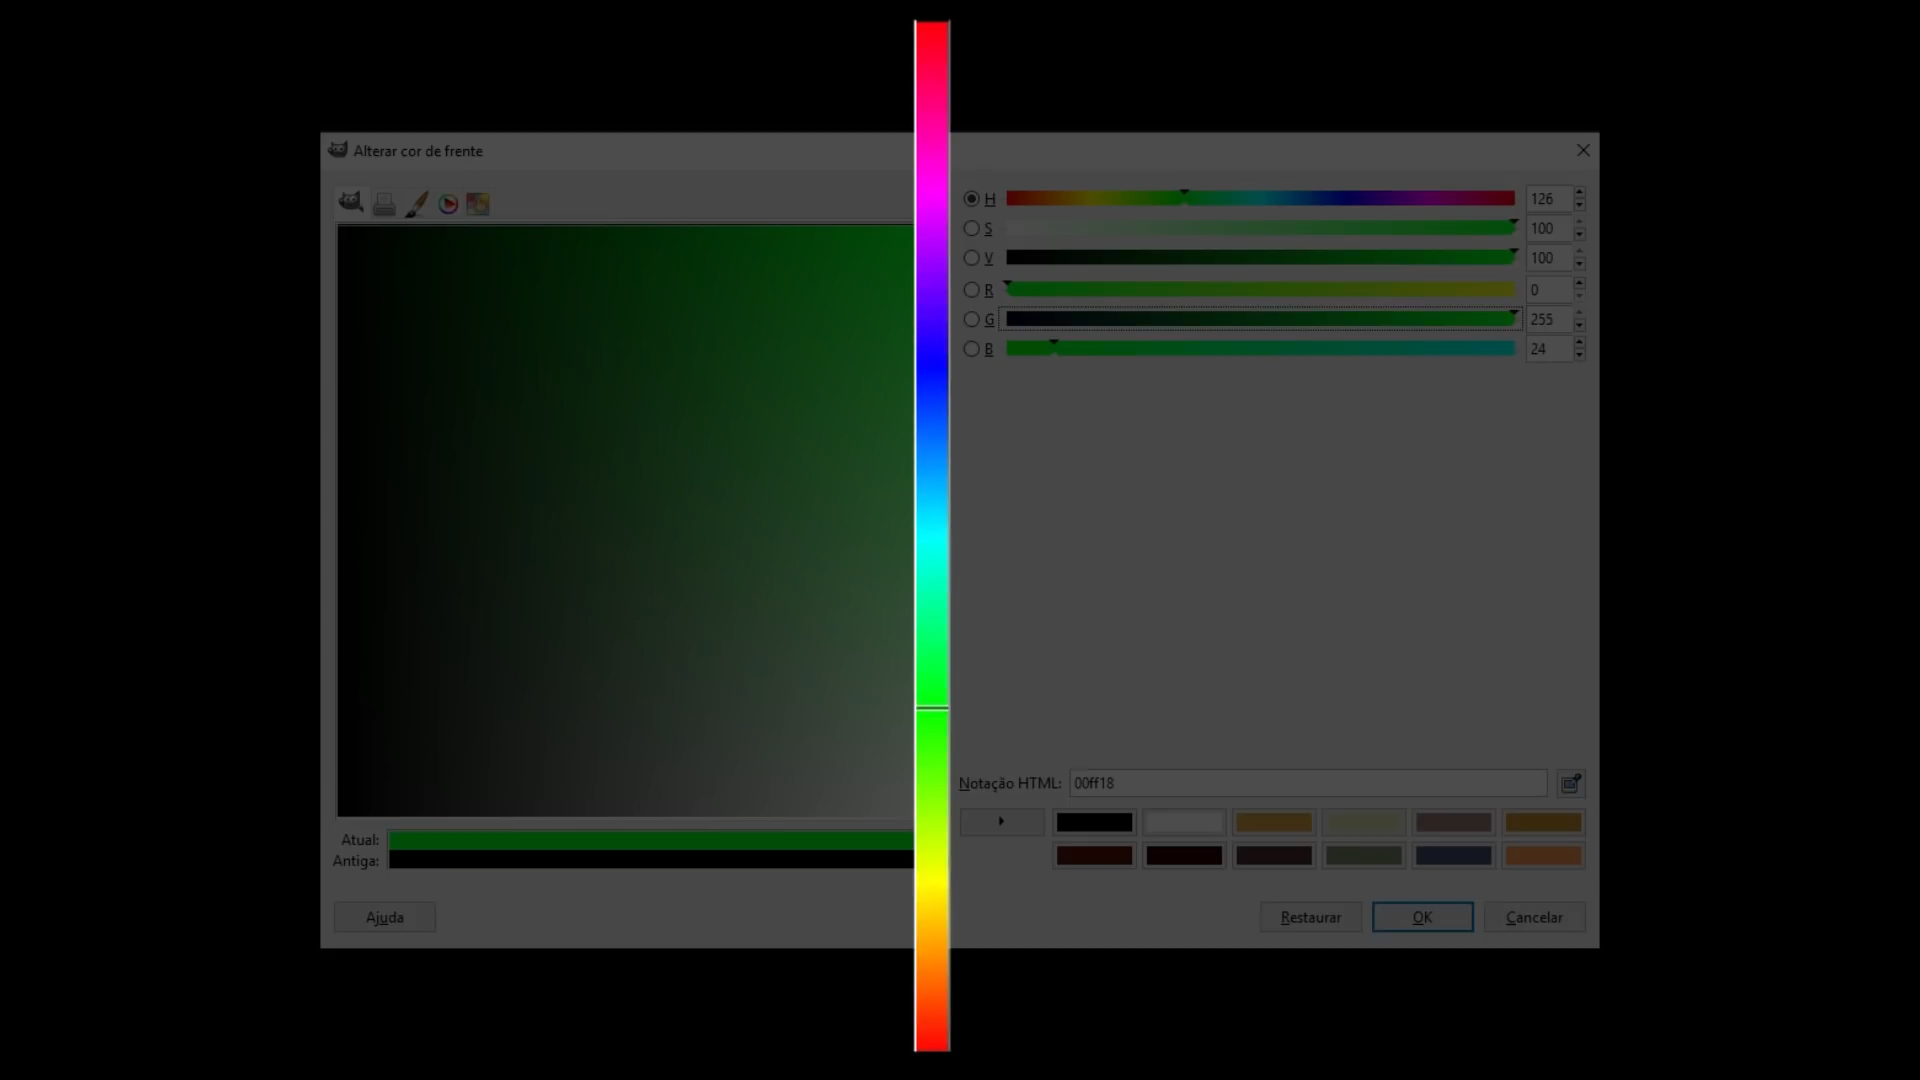 Alterar cor de frente
H 126
S 100
V 100
R 0
G 255
B 24
Notação HTML: 00ff18
Atual:
Antiga:
Ajuda
Restaurar
OK
Cancelar